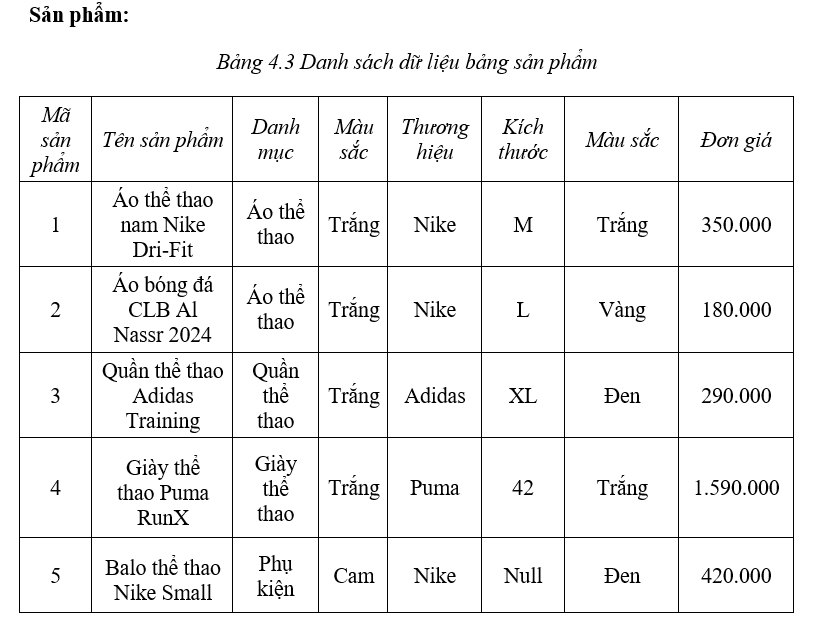 Sản phẩm:
Bảng 4.3 Danh sách dữ liệu bảng sản phẩm
Mã sản phẩm Tên sản phẩm Danh mục Màu sắc Thương hiệu Kích thước Màu sắc Đơn giá
1 Áo thể thao nam Nike Dri-Fit Áo thể thao Trắng Nike M Trắng 350.000
2 Áo bóng đá CLB Al Nassr 2024 Áo thể thao Trắng Nike L Vàng 180.000
3 Quần thể thao Adidas Training Quần thể thao Trắng Adidas XL Đen 290.000
4 Giày thể thao Puma RunX Giày thể thao Trắng Puma 42 Trắng 1.590.000
5 Balo thể thao Nike Small Phụ kiện Cam Nike Null Đen 420.000